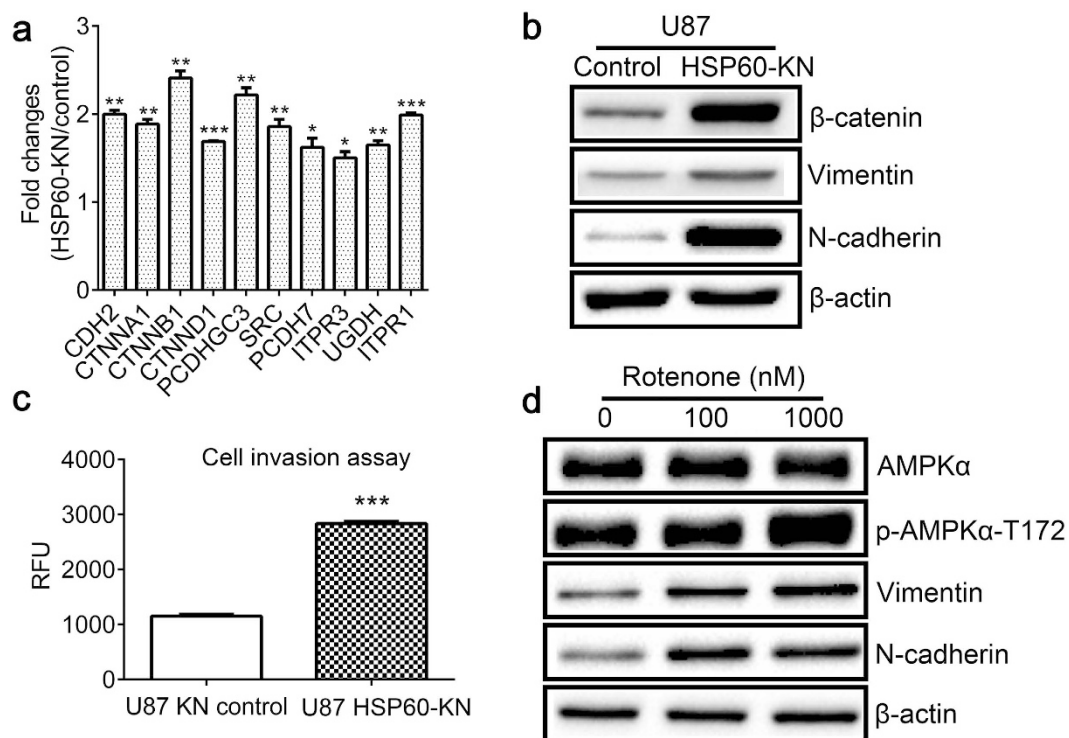 a
Fold changes
(HSP60-KN/control)
3
2
1
0
** ** ** *** ** ** * * ** ***
CDH2
CTNNA1
CTNNB1
CTNND1
PCDHGC3
SRC
PCDH7
ITPR3
UGDH
ITPR1
b
U87
Control HSP60-KN
β-catenin
Vimentin
N-cadherin
β-actin
c
Cell invasion assay
RFU
4000
3000
2000
1000
0
***
U87 KN control U87 HSP60-KN
d
Rotenone (nM)
0 100 1000
AMPKα
p-AMPKα-T172
Vimentin
N-cadherin
β-actin